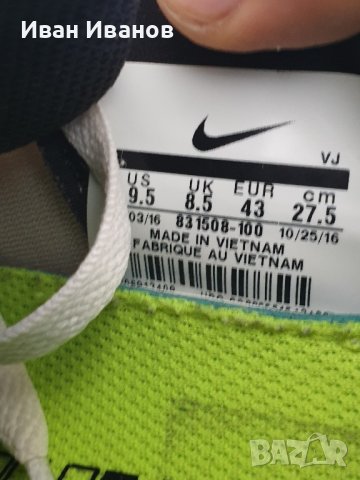 Иван Иванов
VJ
US UK EUR cm
9.5 8.5 43 27.5
03/16 831508-100 10/25/16
MADE IN VIETNAM
FABRIQUE AU VIETNAM
BAZAR